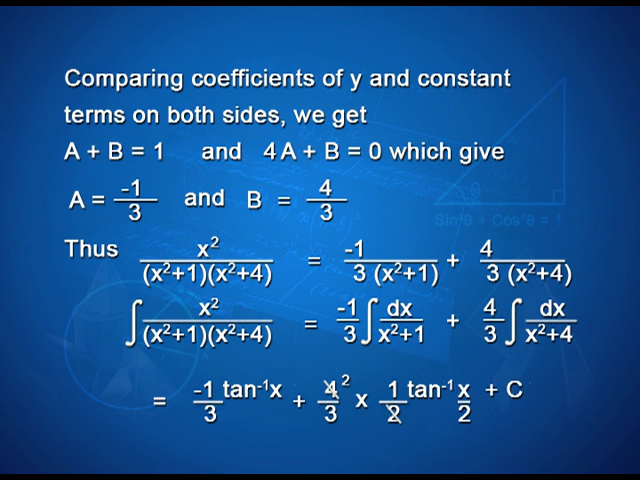 Comparing coefficients of y and constant
terms on both sides, we get
A + B = 1 and 4A + B = 0 which give
A = -1/3 and B = 4/3
Thus x²/(x²+1)(x²+4) = -1/3 (x²+1) + 4/3 (x²+4)
∫ x²/(x²+1)(x²+4) = -1/3 ∫ dx/x²+1 + 4/3 ∫ dx/x²+4
= -1/3 tan⁻¹x + 4²/3 x 1/2 tan⁻¹ x/2 + C
Sin²θ + Cos²θ = 1